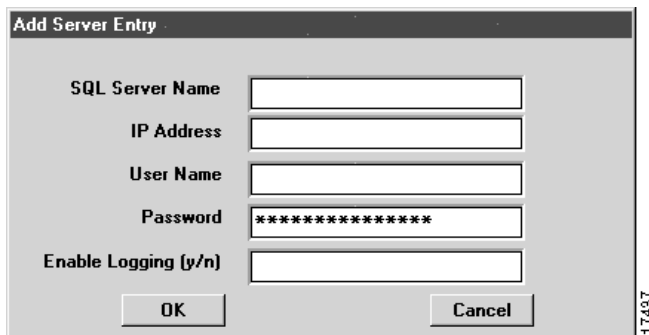 Add Server Entry
SQL Server Name
IP Address
User Name
Password ***************
Enable Logging (y/n)
OK Cancel
17497